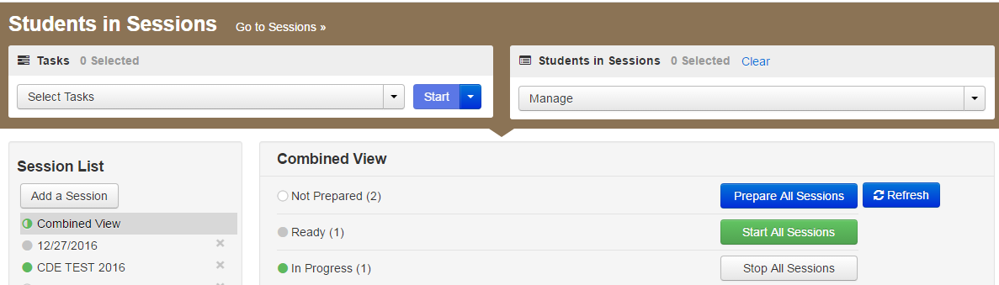 Students in Sessions Go to Sessions »
Tasks 0 Selected
Select Tasks Start
Students in Sessions 0 Selected Clear
Manage
Session List
Add a Session
Combined View
12/27/2016 ×
CDE TEST 2016 ×
Combined View
Not Prepared (2) Prepare All Sessions Refresh
Ready (1) Start All Sessions
In Progress (1) Stop All Sessions